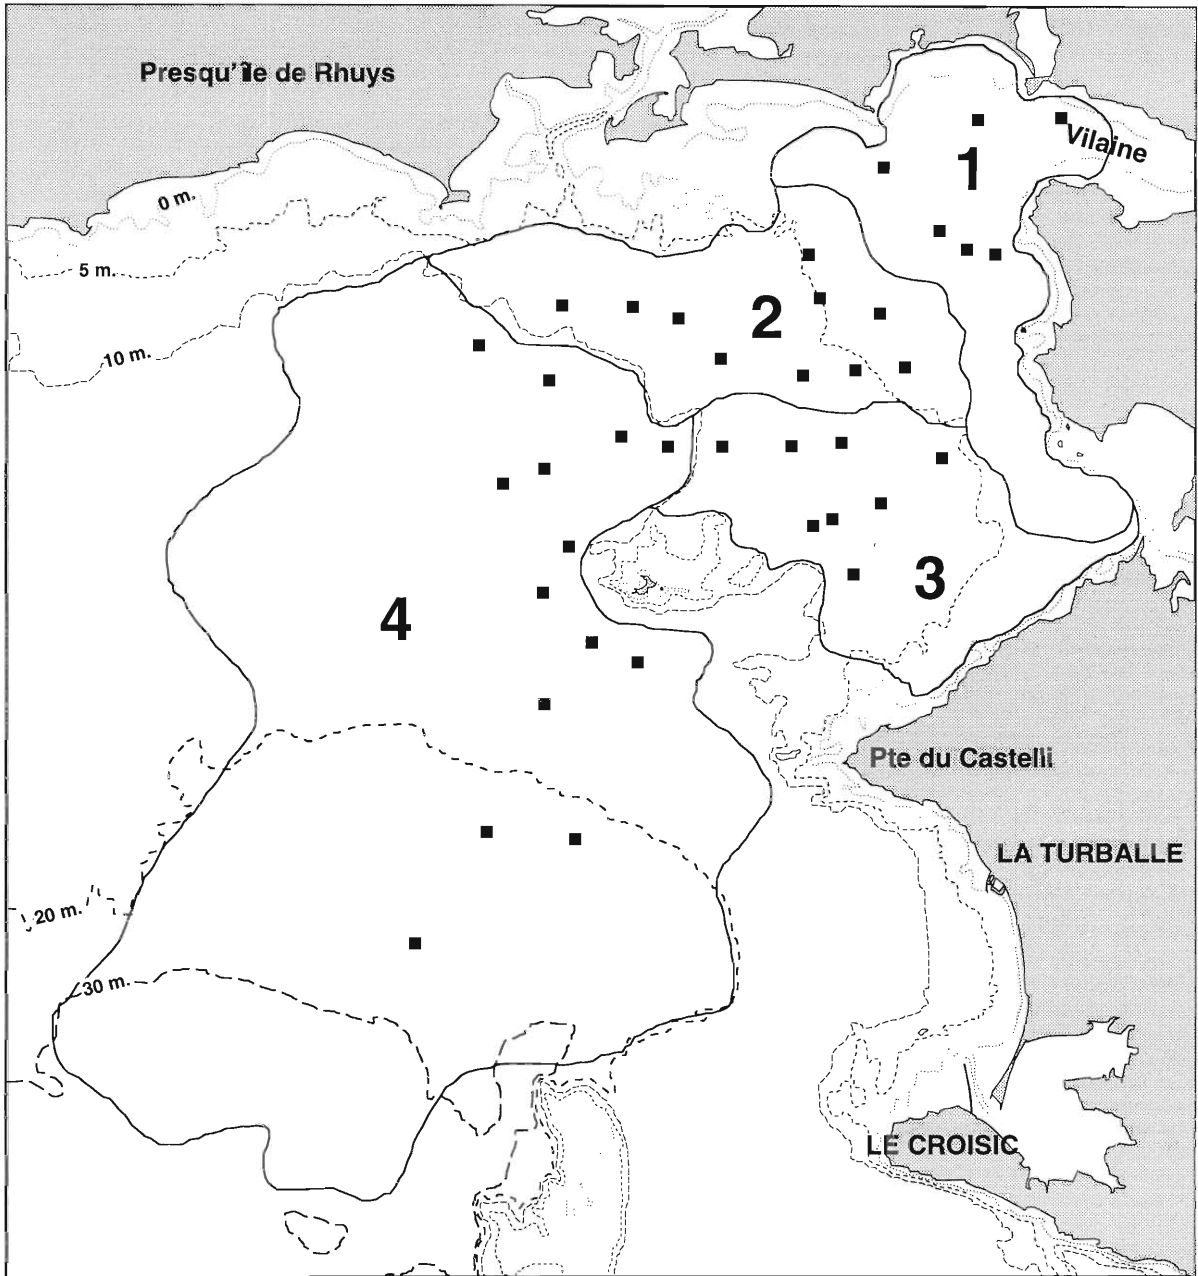 Presqu'île de Rhuys
Vilaine
1
0 m.
5 m.
2
10 m.
3
4
Pte du Castelli
LA TURBALLE
20 m.
30 m.
LE CROISIC